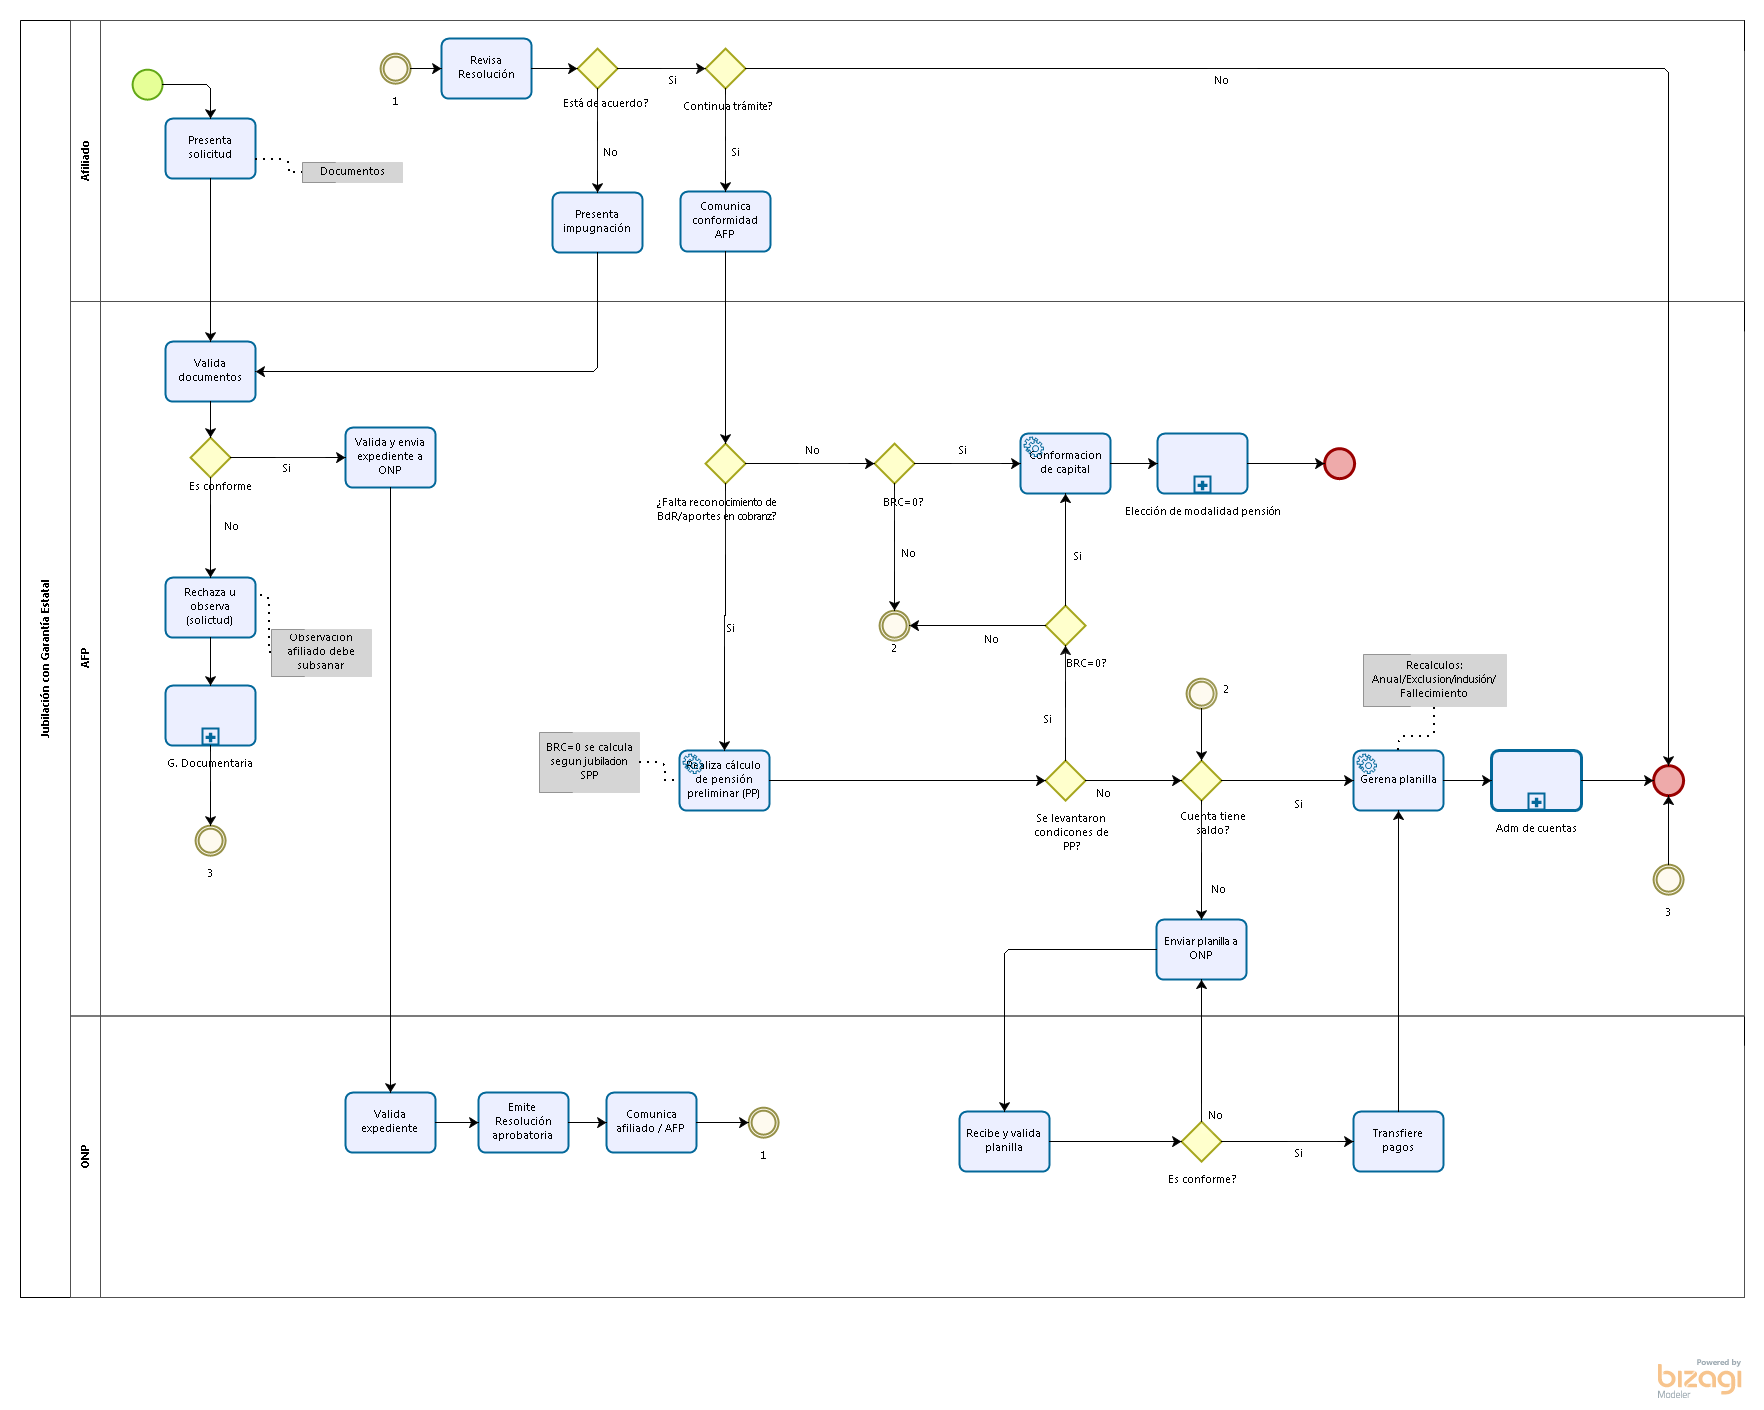 Jubilación con Garantía Estatal
Afiliado
1
Revisa
Resolución
Está de acuerdo?
Si
Continua trámite?
No
Presenta
solicitud
Documentos
No
Si
Presenta
impugnación
Comunica
conformidad
AFP
AFP
Valida
documentos
Es conforme
Si
Valida y envia
expediente a
ONP
No
Rechaza u
observa
(solictud)
Observacion
afiliado debe
subsanar
G. Documentaria
3
¿Falta reconocimiento de
BdR/aportes en cobranz?
No
BRC=0?
Si
Conformacion
de capital
Elección de modalidad pensión
No
Si
2
No
BRC=0?
Si
Si
2
BRC=0 se calcula
segun jubilacion
SPP
Realiza cálculo
de pensión
preliminar (PP)
Se levantaron
condicones de
PP?
No
Cuenta tiene
saldo?
Si
Recalculos:
Anual/Exclusion/inclusión/
Fallecimiento
Gerena planilla
Adm de cuentas
3
No
Enviar planilla a
ONP
ONP
Valida
expediente
Emite
Resolución
aprobatoria
Comunica
afiliado / AFP
1
Recibe y valida
planilla
No
Es conforme?
Si
Transfiere
pagos
Powered by
bizagi
Modeler